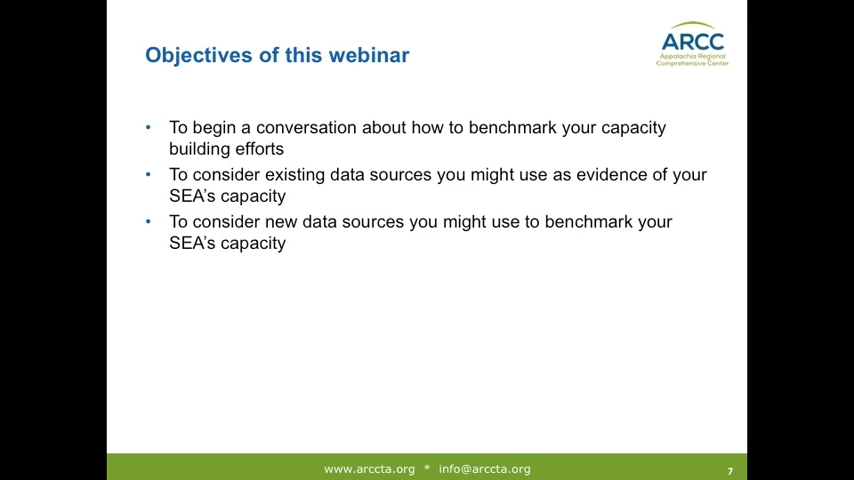 Objectives of this webinar
ARCC
Appalachia Regional
Comprehensive Center
• To begin a conversation about how to benchmark your capacity
building efforts
• To consider existing data sources you might use as evidence of your
SEA's capacity
• To consider new data sources you might use to benchmark your
SEA's capacity
www.arccta.org * info@arccta.org
7